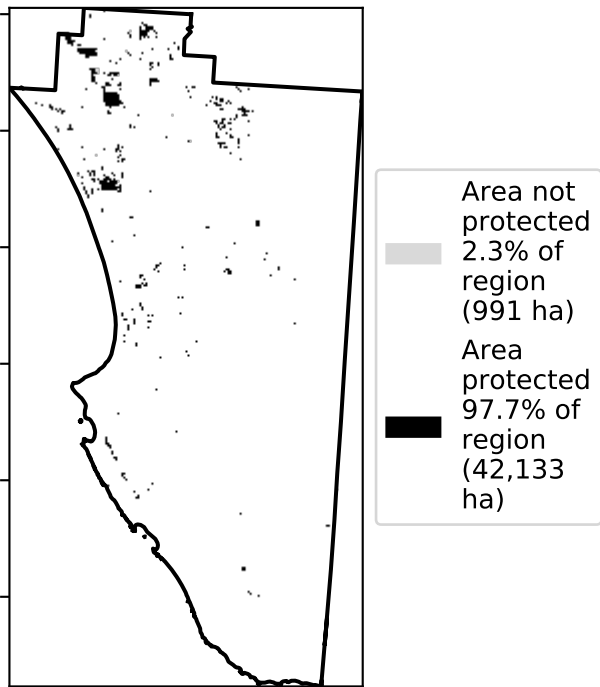 Area not
protected
2.3% of
region
(991 ha)
Area
protected
97.7% of
region
(42,133
ha)